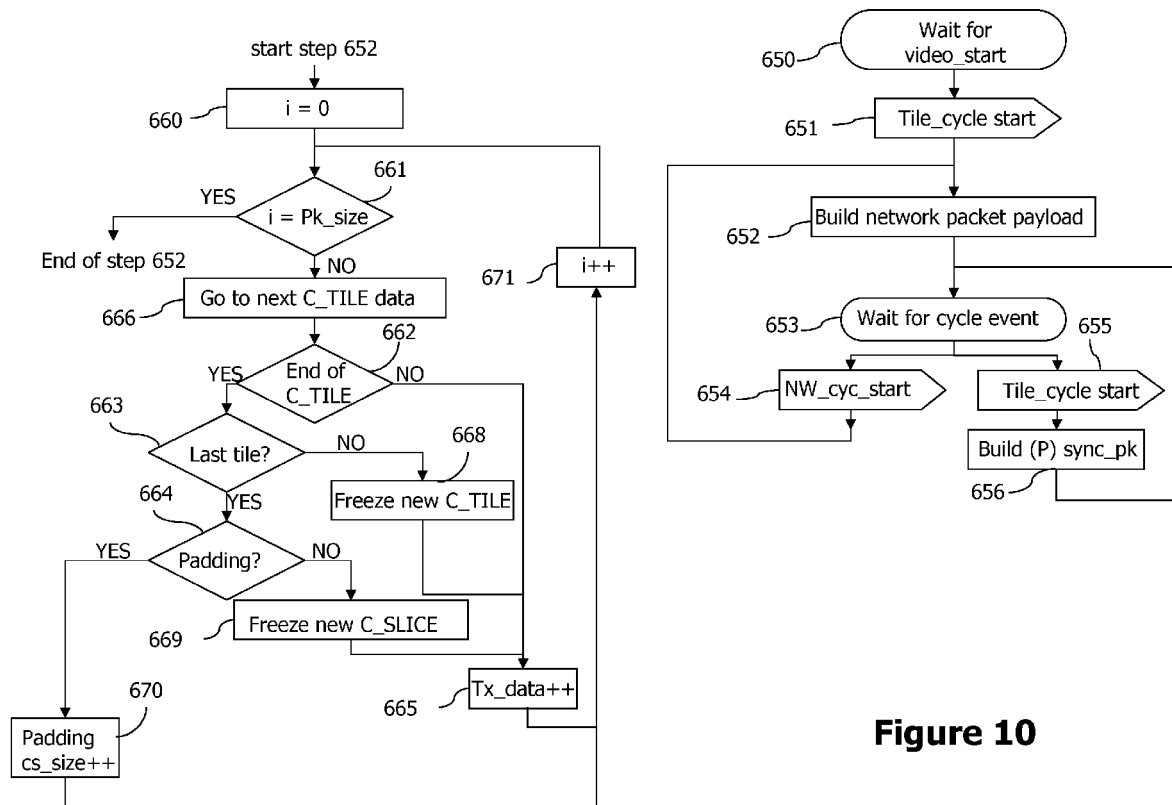 start step 652
i = 0
660
661
YES
i = Pk_size
End of step 652
NO
i++
671
Go to next C_TILE data
666
662
End of
C_TILE
YES
NO
663
Last tile?
NO
668
Freeze new C_TILE
664
YES
YES
Padding?
NO
Freeze new C_SLICE
669
Tx_data++
665
670
Padding
cs_size++
Wait for
video_start
650
Tile_cycle start
651
Build network packet payload
652
Wait for cycle event
653
655
NW_cyc_start
654
Tile_cycle start
Build (P) sync_pk
656
Figure 10